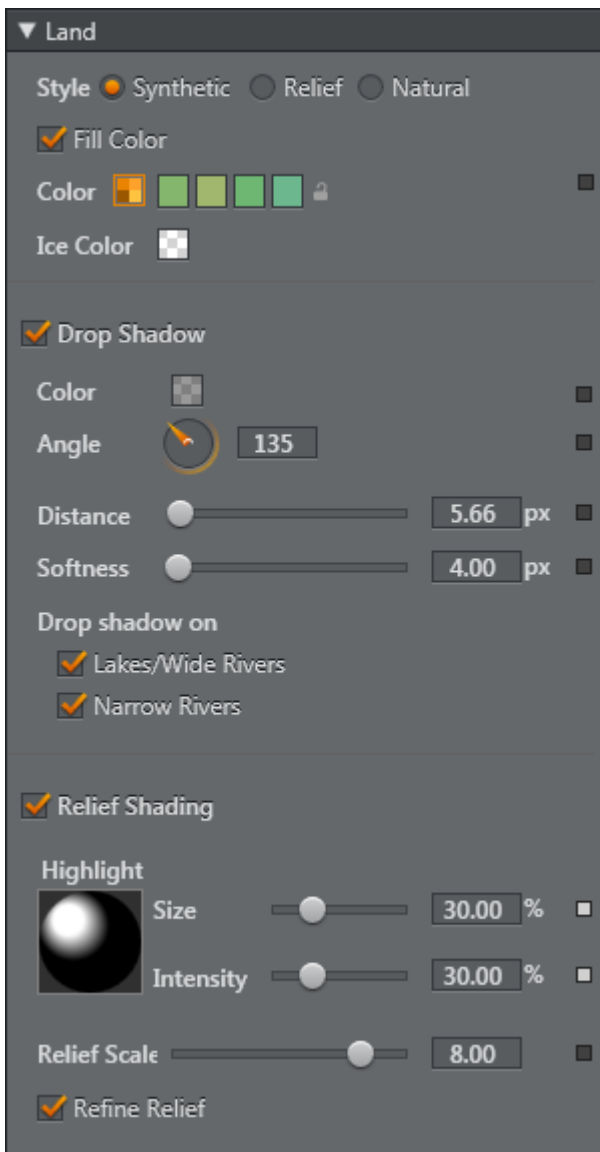 Land
Style Synthetic Relief Natural
Fill Color
Color
Ice Color
Drop Shadow
Color
Angle 135
Distance 5.66 px
Softness 4.00 px
Drop shadow on
Lakes/Wide Rivers
Narrow Rivers
Relief Shading
Highlight
Size 30.00 %
Intensity 30.00 %
Relief Scale 8.00
Refine Relief